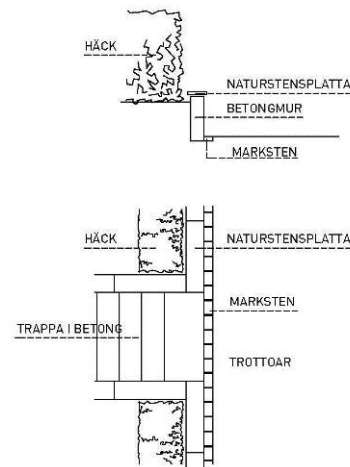 HÄCK
NATURSTENSPLATTA
BETONGMUR
MARKSTEN
HÄCK
NATURSTENSPLATTA
MARKSTEN
TRAPPA I BETONG
TROTTOAR